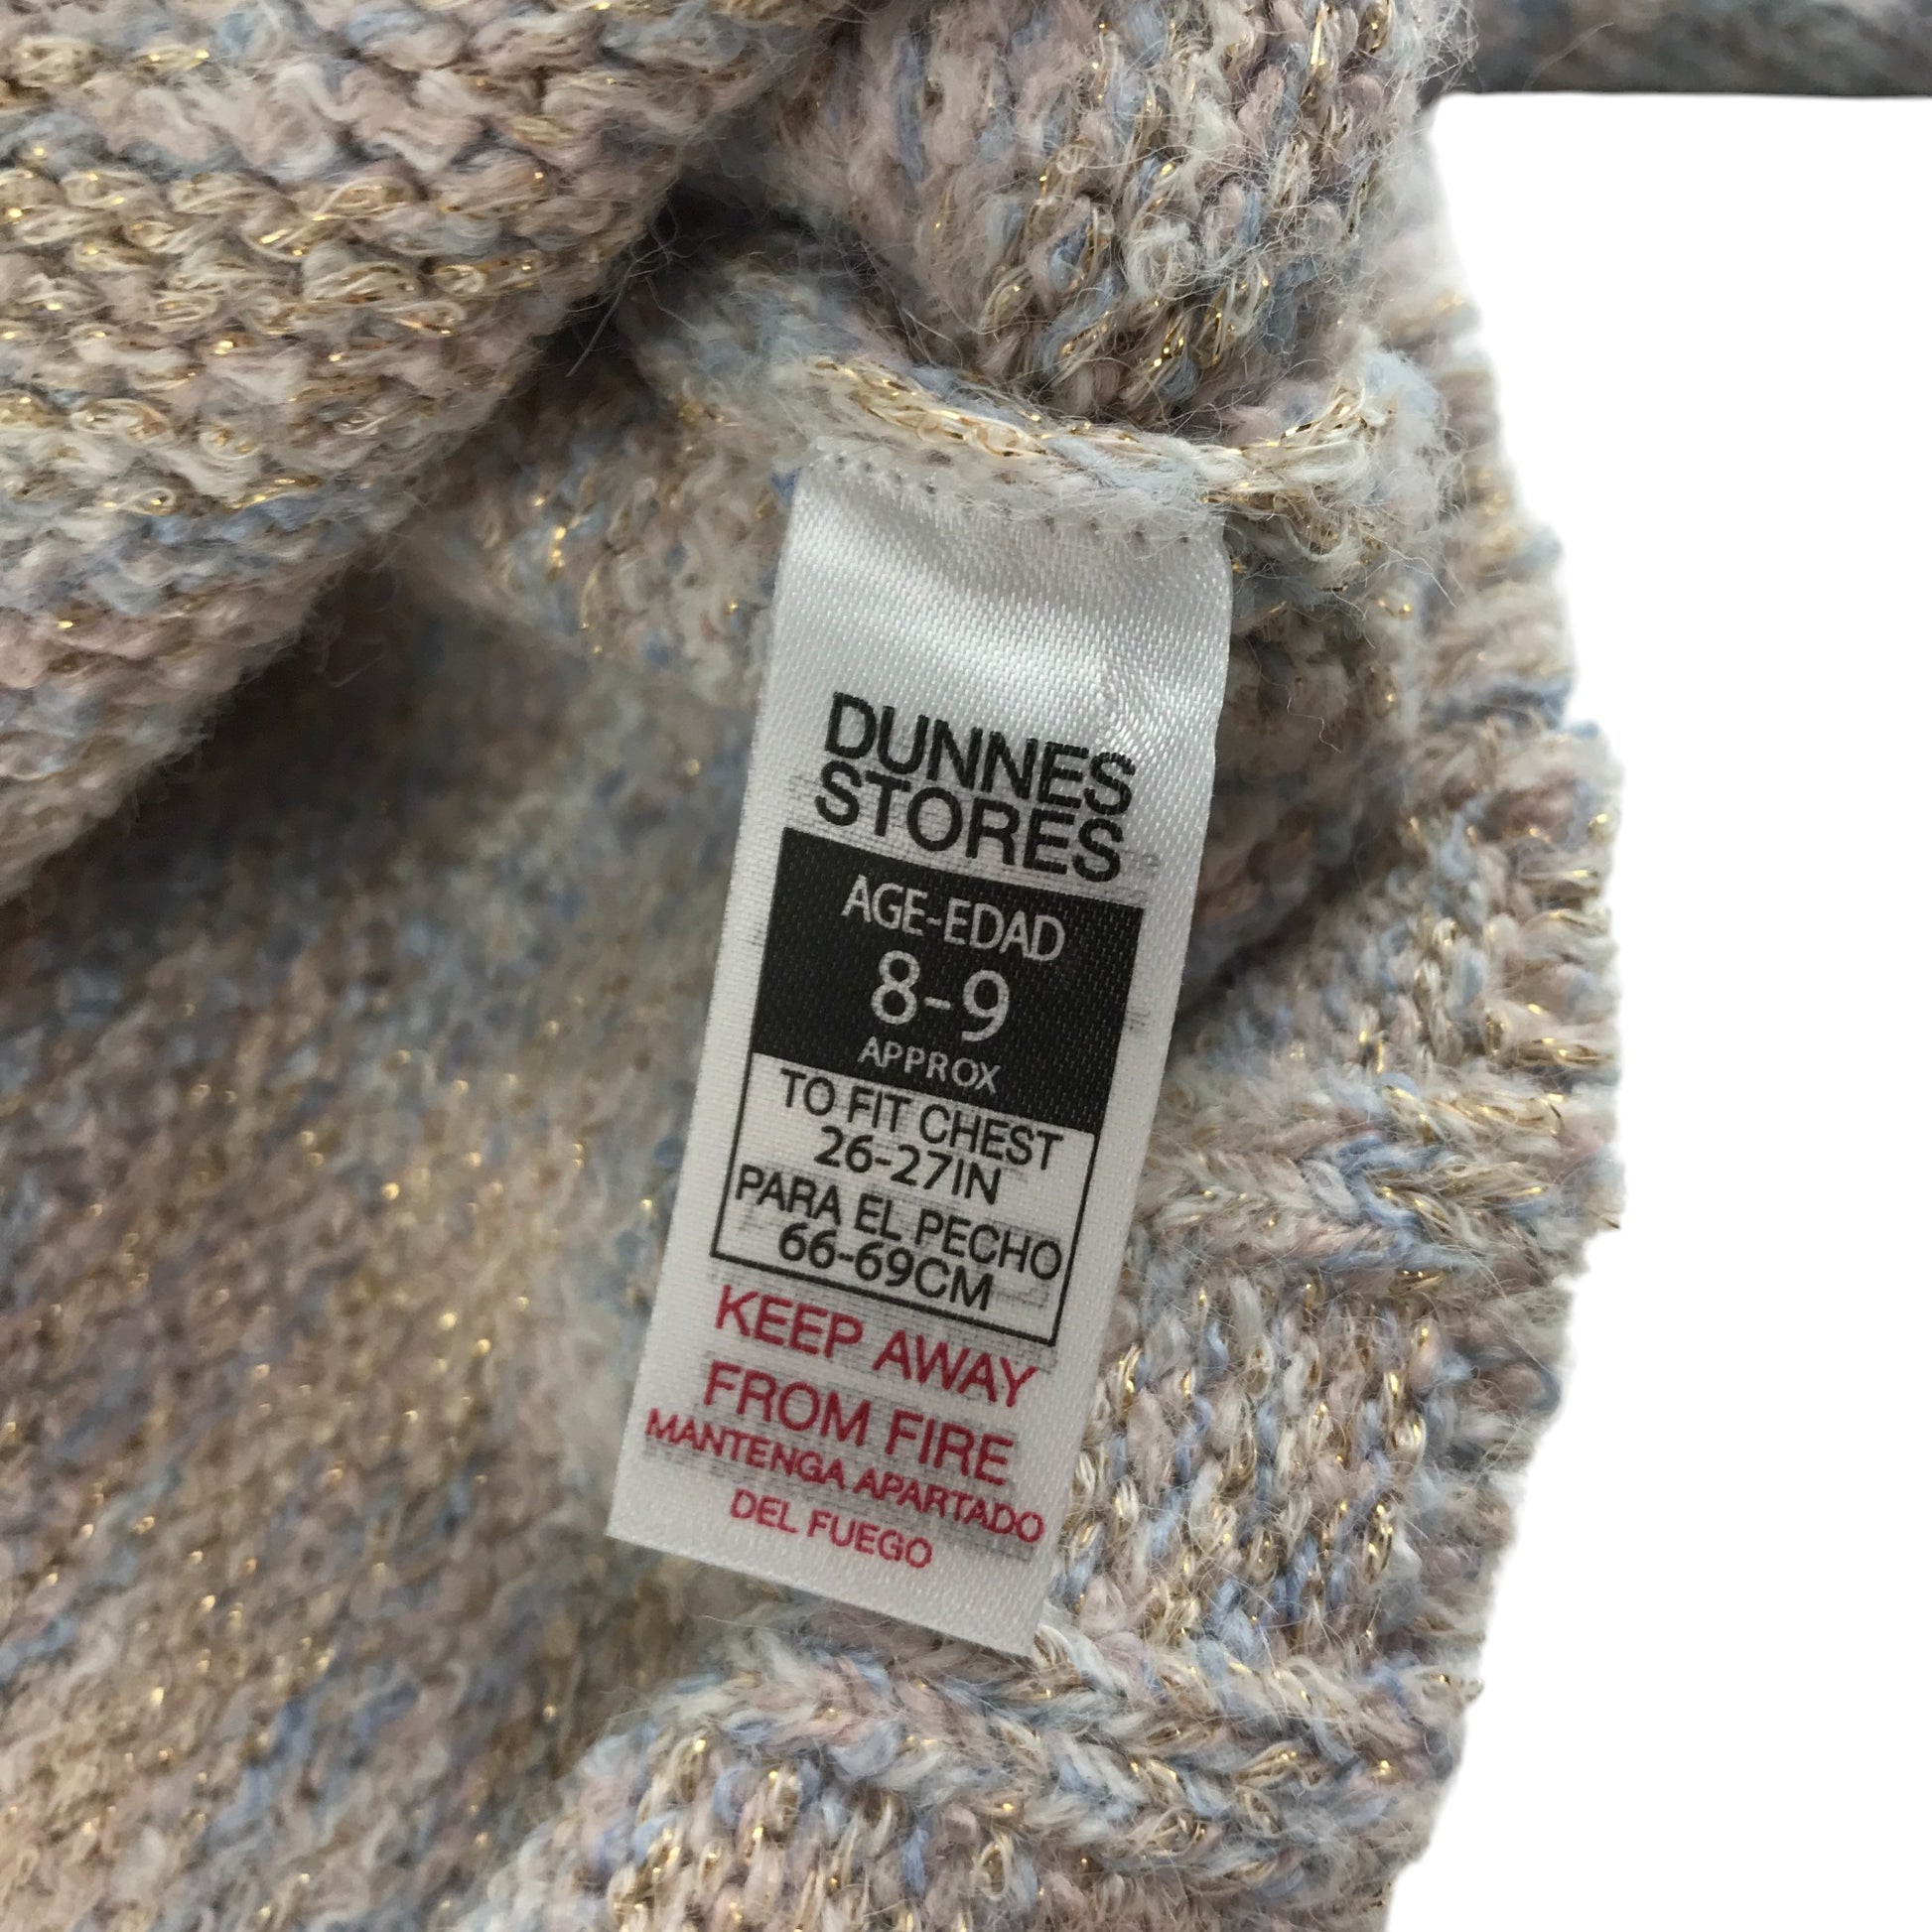 DUNNES
STORES
AGE-EDAD
8-9
APPROX
TO FIT CHEST
26-27IN
PARA EL PECHO
66-69CM
KEEP AWAY
FROM FIRE
MANTENGA APARTADO
DEL FUEGO